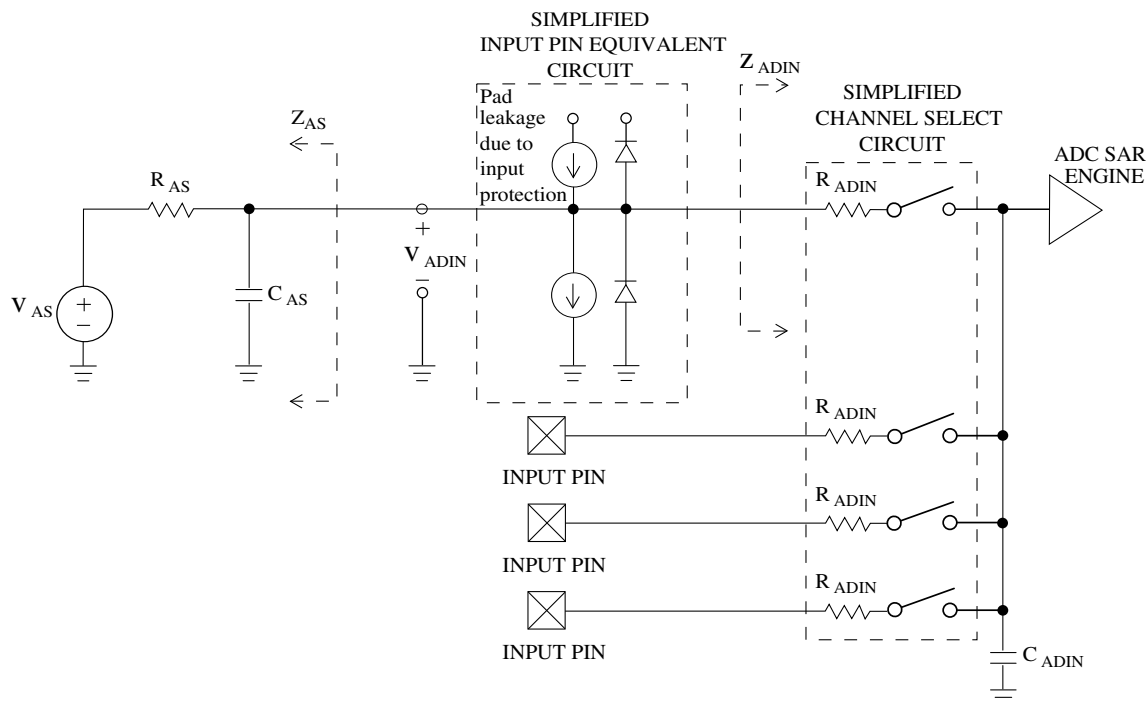 SIMPLIFIED
INPUT PIN EQUIVALENT
CIRCUIT
Pad
leakage
due to
input
protection
Z ADIN
SIMPLIFIED
CHANNEL SELECT
CIRCUIT
ADC SAR
ENGINE
Z AS
R AS
R ADIN
V ADIN
+
−
V AS
+
−
C AS
R ADIN
INPUT PIN
R ADIN
INPUT PIN
R ADIN
INPUT PIN
C ADIN